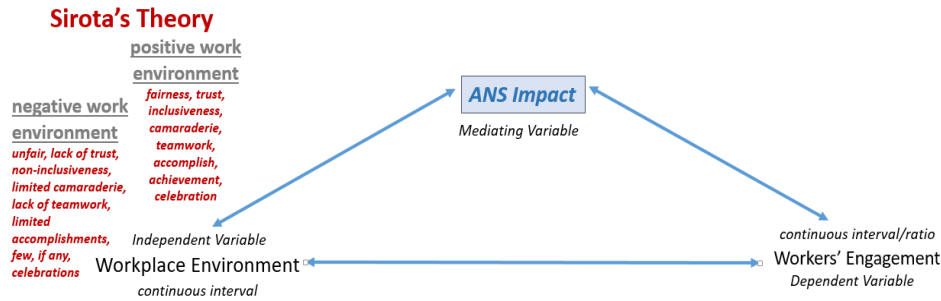 Sirota's Theory
positive work
environment
fairness, trust,
inclusiveness,
camaraderie,
teamwork,
accomplish,
achievement,
celebration
negative work
environment
unfair, lack of trust,
non-inclusiveness,
limited camaraderie,
lack of teamwork,
limited
accomplishments,
few, if any,
celebrations
ANS Impact
Mediating Variable
Independent Variable
Workplace Environment
continuous interval
continuous interval/ratio
Workers' Engagement
Dependent Variable